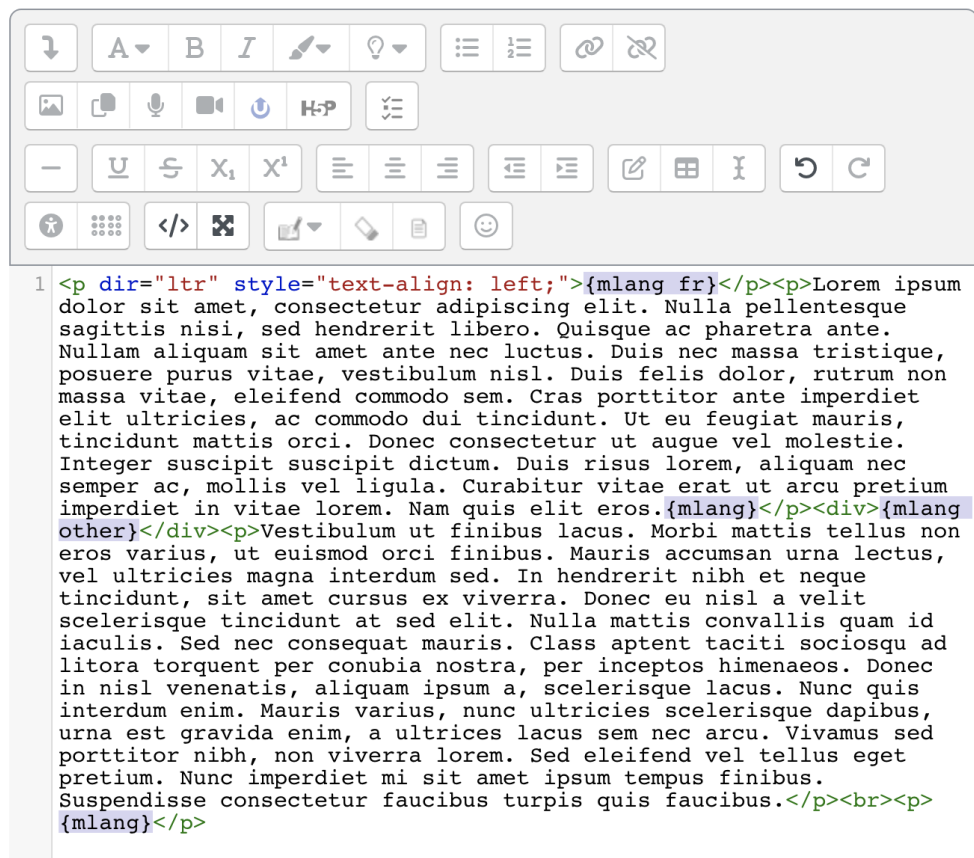 A B I
1 2
H5P
U S X₁ X¹
</>
1 <p dir="ltr" style="text-align: left;">{mlang fr}</p><p>Lorem ipsum
dolor sit amet, consectetur adipiscing elit. Nulla pellentesque
sagittis nisi, sed hendrerit libero. Quisque ac pharetra ante.
Nullam aliquam sit amet ante nec luctus. Duis nec massa tristique,
posuere purus vitae, vestibulum nisl. Duis felis dolor, rutrum non
massa vitae, eleifend commodo sem. Cras porttitor ante imperdiet
elit ultricies, ac commodo dui tincidunt. Ut eu feugiat mauris,
tincidunt mattis orci. Donec consectetur ut augue vel molestie.
Integer suscipit suscipit dictum. Duis risus lorem, aliquam nec
semper ac, mollis vel ligula. Curabitur vitae erat ut arcu pretium
imperdiet in vitae lorem. Nam quis elit eros.{mlang}</p><div>{mlang
other}</div><p>Vestibulum ut finibus lacus. Morbi mattis tellus non
eros varius, ut euismod orci finibus. Mauris accumsan urna lectus,
vel ultricies magna interdum sed. In hendrerit nibh et neque
tincidunt, sit amet cursus ex viverra. Donec eu nisl a velit
scelerisque tincidunt at sed elit. Nulla mattis convallis quam id
iaculis. Sed nec consequat mauris. Class aptent taciti sociosqu ad
litora torquent per conubia nostra, per inceptos himenaeos. Donec
in nisl venenatis, aliquam ipsum a, scelerisque lacus. Nunc quis
interdum enim. Mauris varius, nunc ultricies scelerisque dapibus,
urna est gravida enim, a ultrices lacus sem nec arcu. Vivamus sed
porttitor nibh, non viverra lorem. Sed eleifend vel tellus eget
pretium. Nunc imperdiet mi sit amet ipsum tempus finibus.
Suspendisse consectetur faucibus turpis quis faucibus.</p><br><p>
{mlang}</p>